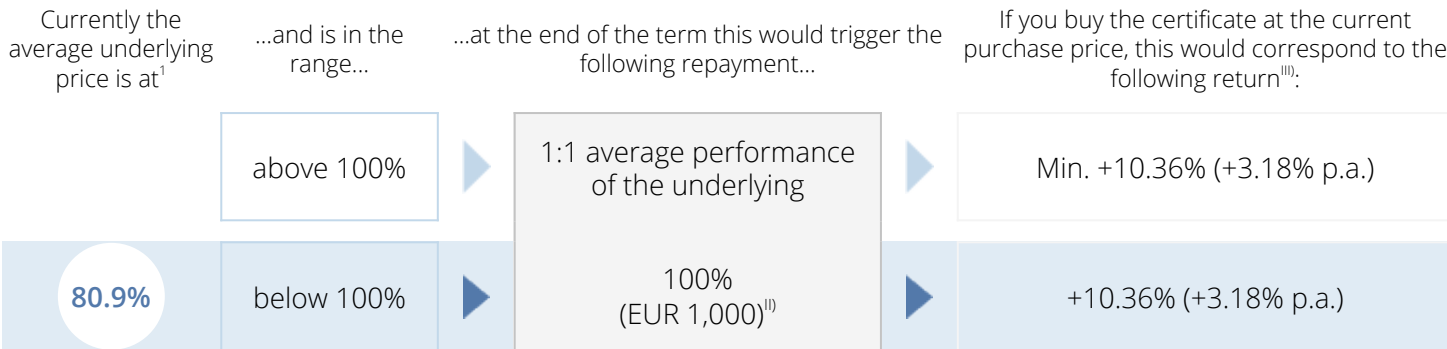 Currently the
average underlying
price is at1
...and is in the
range...
...at the end of the term this would trigger the
following repayment...
If you buy the certificate at the current
purchase price, this would correspond to the
following returnIII):
above 100%
1:1 average performance
of the underlying
Min. +10.36% (+3.18% p.a.)
80.9%
below 100%
100%
(EUR 1,000)II)
+10.36% (+3.18% p.a.)